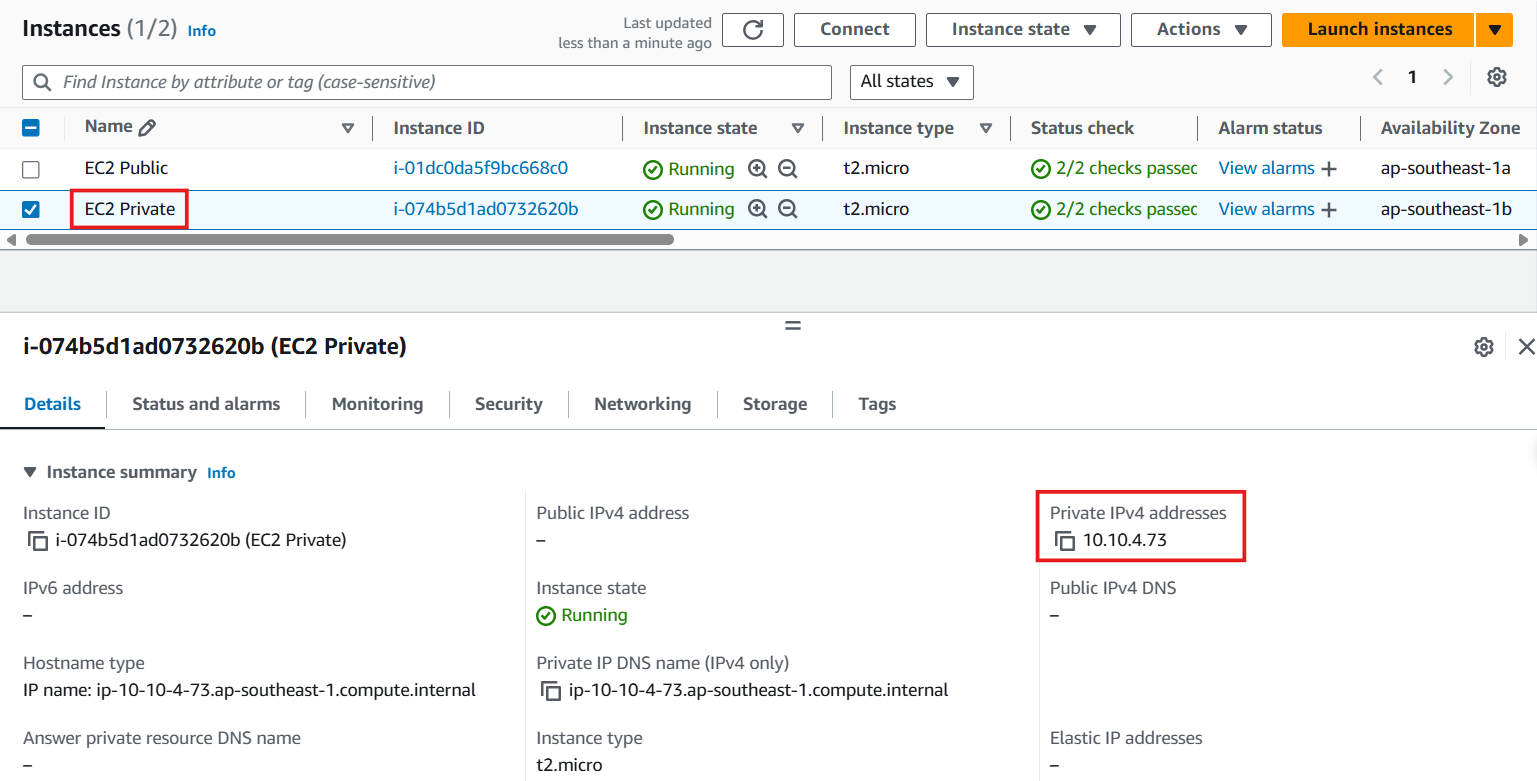 Instances (1/2) Info
Last updated
less than a minute ago
Connect
Instance state
Actions
Launch instances
Find Instance by attribute or tag (case-sensitive)
All states
1
Name Instance ID Instance state Instance type Status check Alarm status Availability Zone
EC2 Public i-01dc0da5f9bc668c0 Running t2.micro 2/2 checks passed View alarms + ap-southeast-1a
EC2 Private i-074b5d1ad0732620b Running t2.micro 2/2 checks passed View alarms + ap-southeast-1b
i-074b5d1ad0732620b (EC2 Private)
Details Status and alarms Monitoring Security Networking Storage Tags
Instance summary Info
Instance ID
i-074b5d1ad0732620b (EC2 Private)
Public IPv4 address
–
Private IPv4 addresses
10.10.4.73
IPv6 address
–
Instance state
Running
Public IPv4 DNS
–
Hostname type
IP name: ip-10-10-4-73.ap-southeast-1.compute.internal
Private IP DNS name (IPv4 only)
ip-10-10-4-73.ap-southeast-1.compute.internal
Answer private resource DNS name
–
Instance type
t2.micro
Elastic IP addresses
–